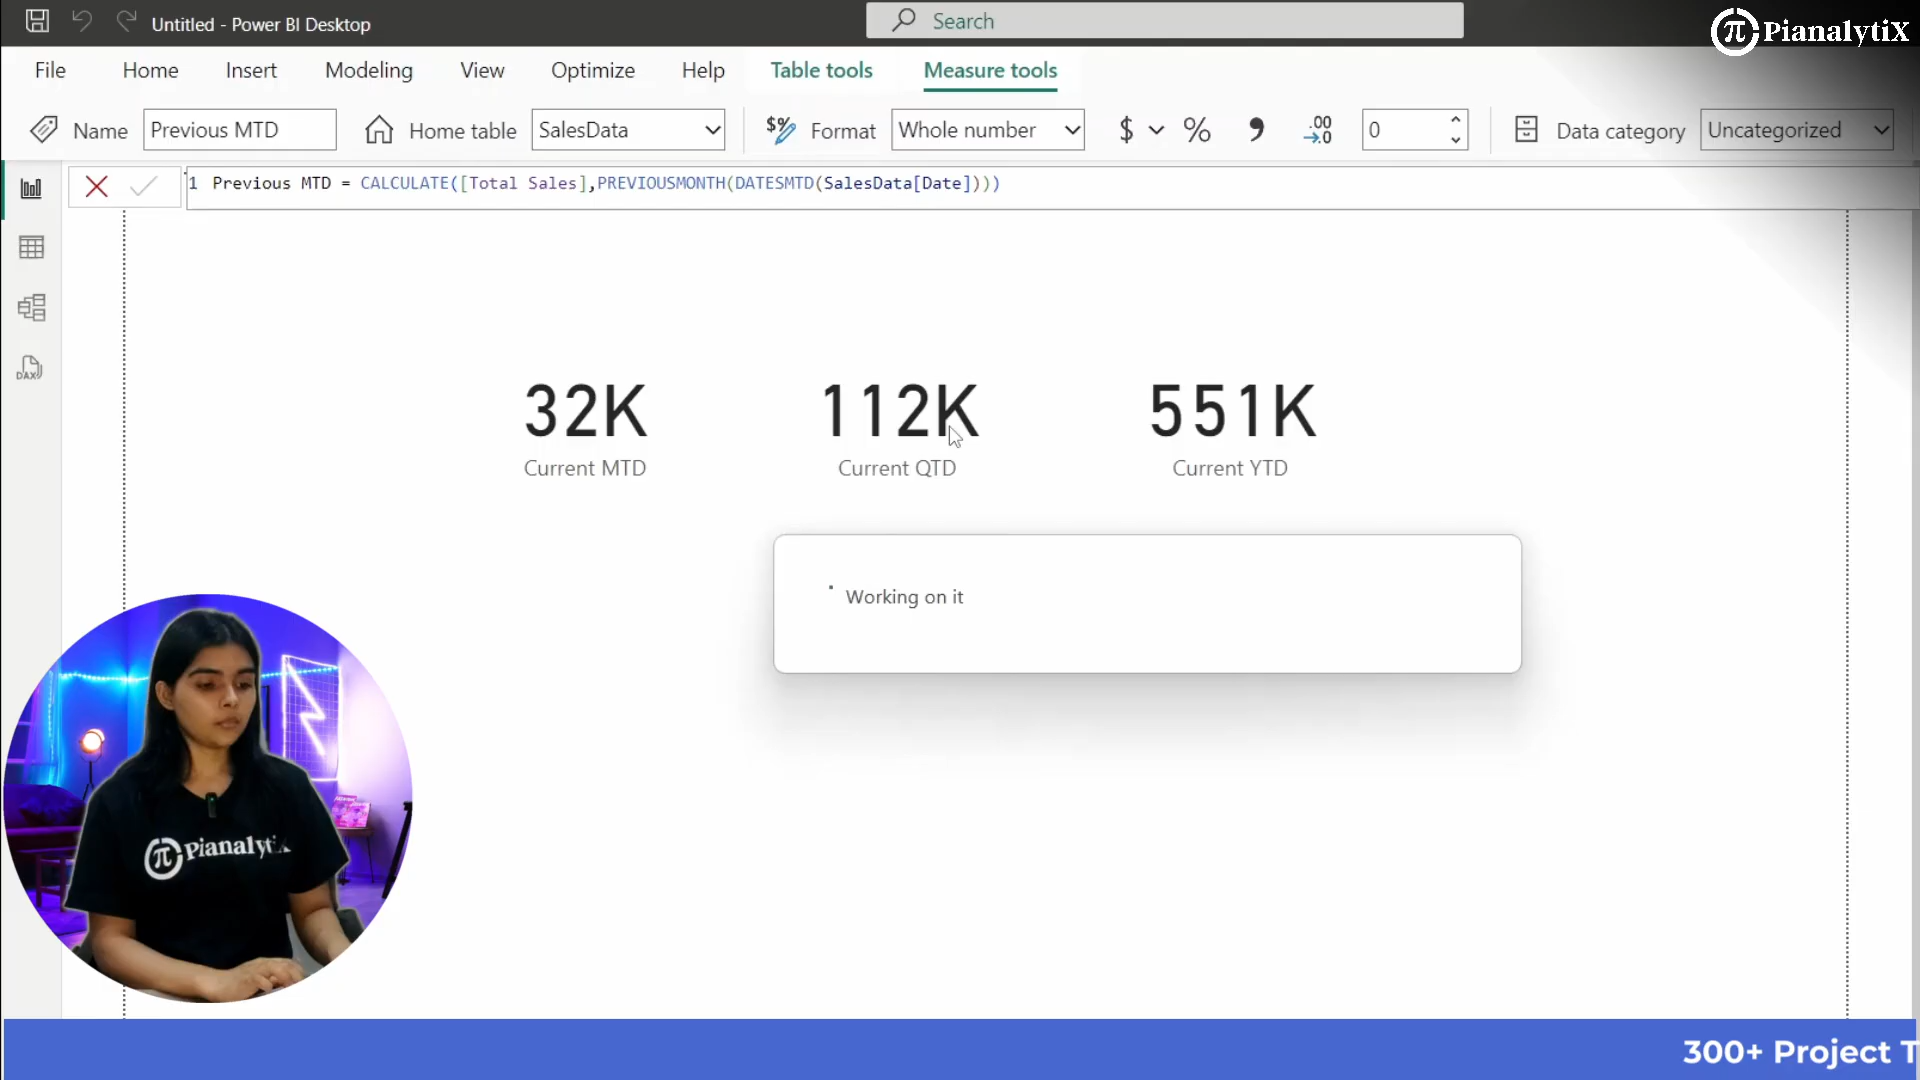 Untitled - Power BI Desktop
Search
PianalytiX
File Home Insert Modeling View Optimize Help Table tools Measure tools
Name Previous MTD Home table SalesData Format Whole number $ % 0 Data category Uncategorized
1 Previous MTD = CALCULATE([Total Sales],PREVIOUSMONTH(DATESMTD(SalesData[Date])))
DAX
32K
Current MTD
112K
Current QTD
551K
Current YTD
Working on it
PianalytiX
300+ Project T